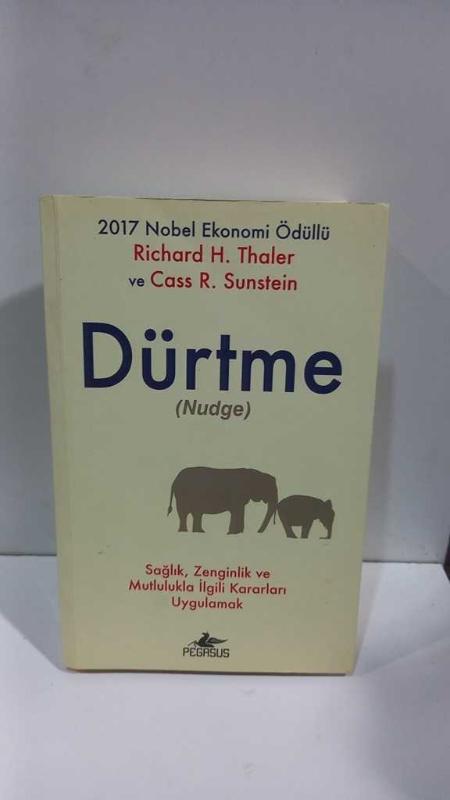 2017 Nobel Ekonomi Ödüllü
Richard H. Thaler
ve Cass R. Sunstein
Dürtme
(Nudge)
Sağlık, Zenginlik ve
Mutlulukla İlgili Kararları
Uygulamak
PEGASUS